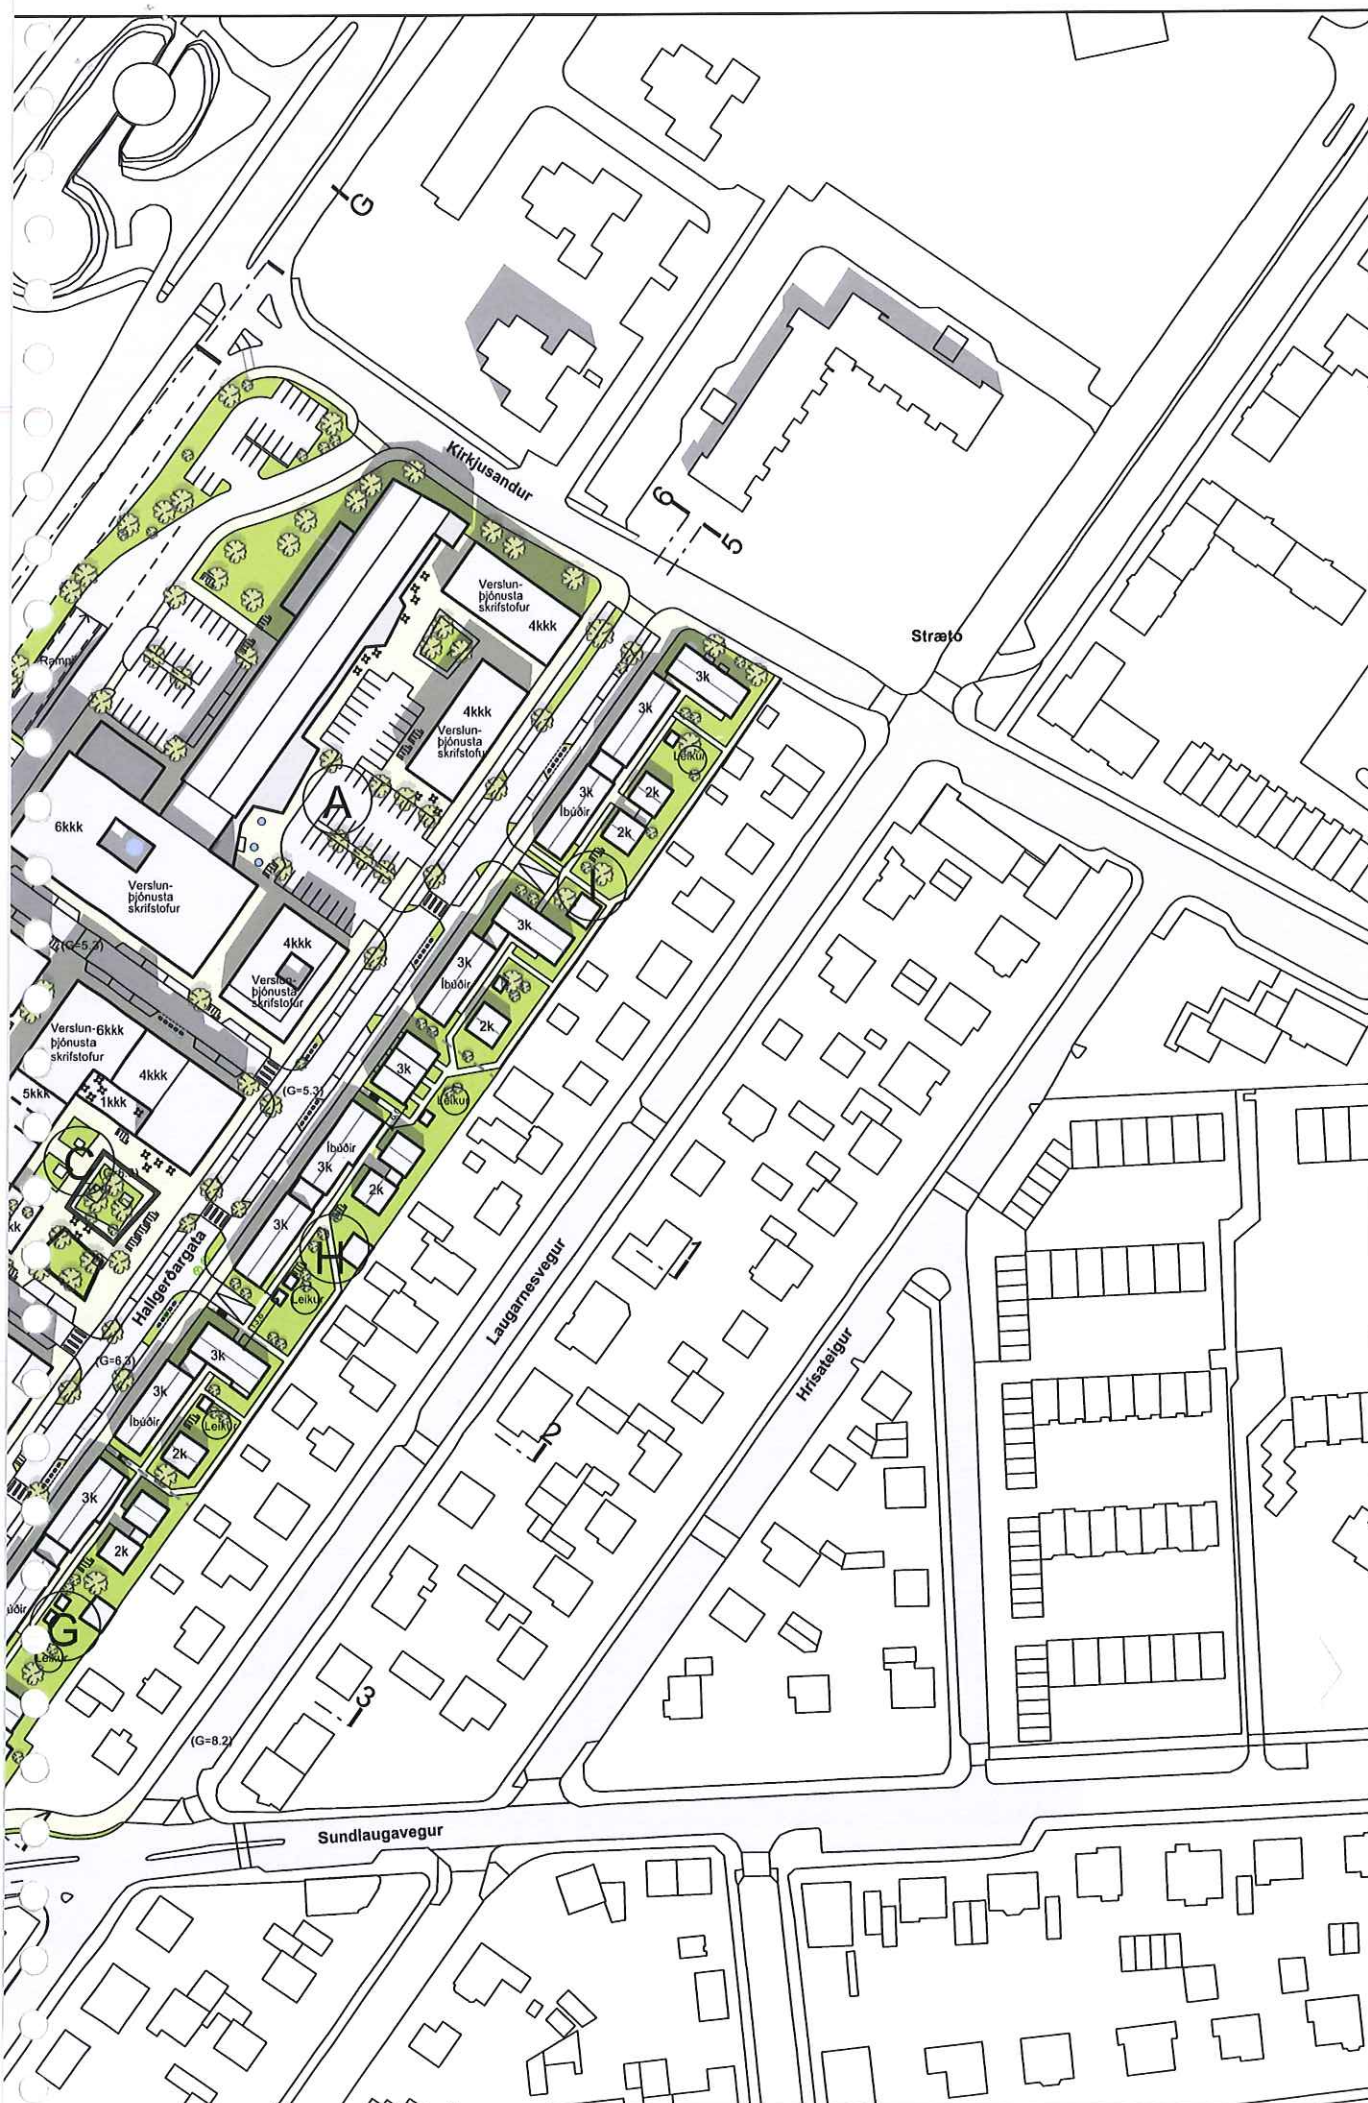 G
Kirkjusandur
6
5
Verslun-
þjónusta
skrifstofur
4kkk
Strætó
3k
3k
4kkk
Verslun-
þjónusta
skrifstofur
Leikur
2k
3k
Íbúðir
2k
A
6kkk
Verslun-
þjónusta
skrifstofur
I
3k
4kkk
Verslun-
þjónusta
skrifstofur
(G=5.3)
3k
Íbúðir
2k
Verslun-
þjónusta
skrifstofur
6kkk
4kkk
5kkk
1kkk
3k
(G=5.3)
Leikur
Íbúðir
3k
C
2k
3k
H
Hallgerðargata
Leikur
Laugarnesvegur
1
(G=6.3)
3k
3k
Íbúðir
Leikur
2k
Hrísateigur
2
3k
2k
G
Leikur
3
(G=8.2)
Sundlaugavegur